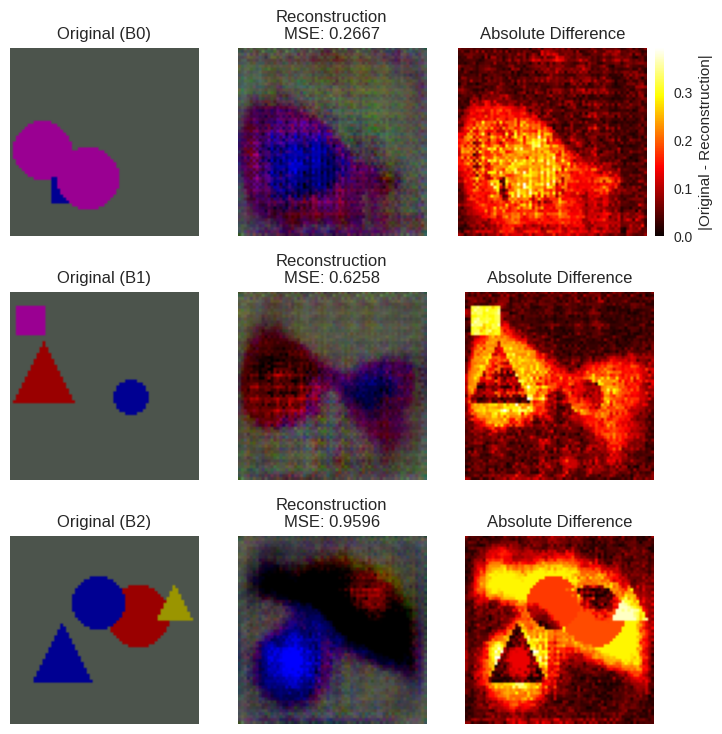 Original (B0)
Reconstruction
MSE: 0.2667
Absolute Difference
0.3
0.2
0.1
0.0
|Original - Reconstruction|
Original (B1)
Reconstruction
MSE: 0.6258
Absolute Difference
Original (B2)
Reconstruction
MSE: 0.9596
Absolute Difference